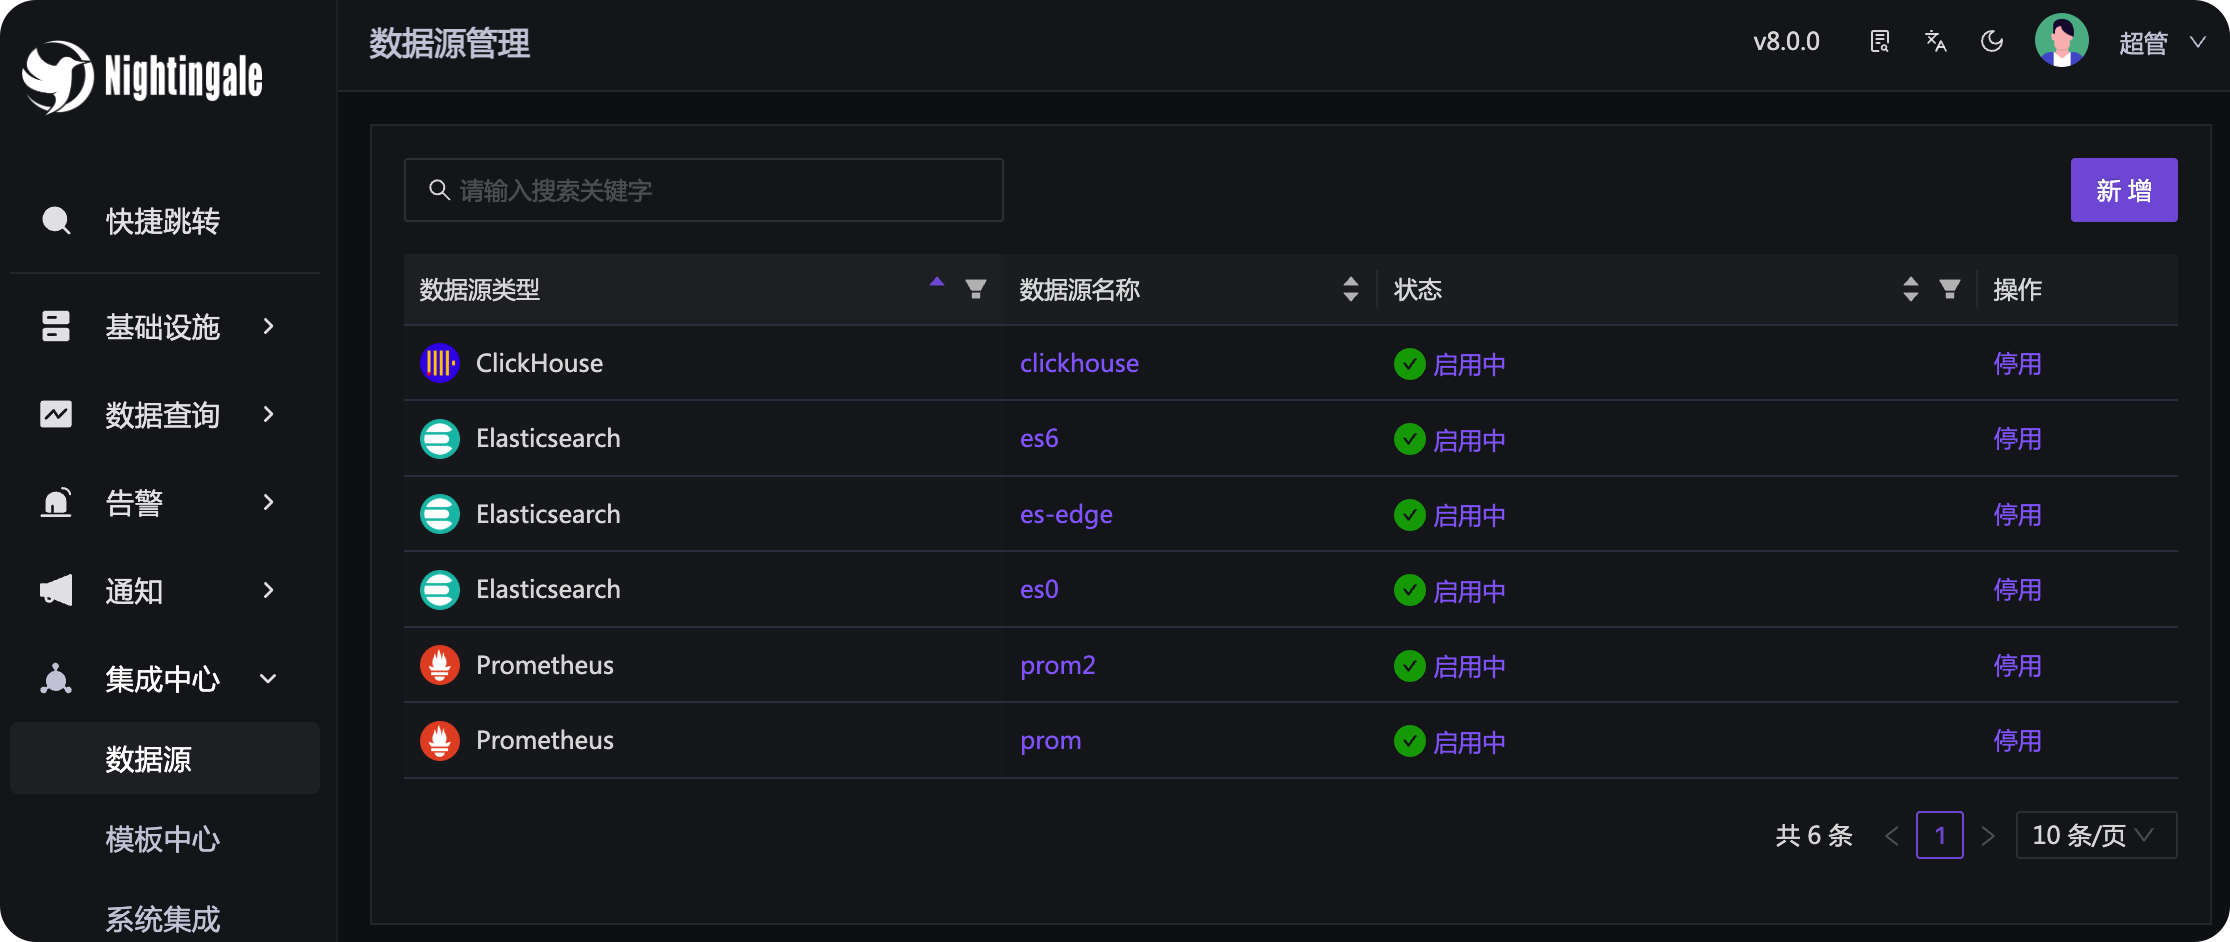 Nightingale
快捷跳转
基础设施
数据查询
告警
通知
集成中心
数据源
模板中心
系统集成
数据源管理
v8.0.0
超管
请输入搜索关键字
新 增
数据源类型 数据源名称 状态 操作
ClickHouse clickhouse 启用中 停用
Elasticsearch es6 启用中 停用
Elasticsearch es-edge 启用中 停用
Elasticsearch es0 启用中 停用
Prometheus prom2 启用中 停用
Prometheus prom 启用中 停用
共 6 条 1 10 条/页